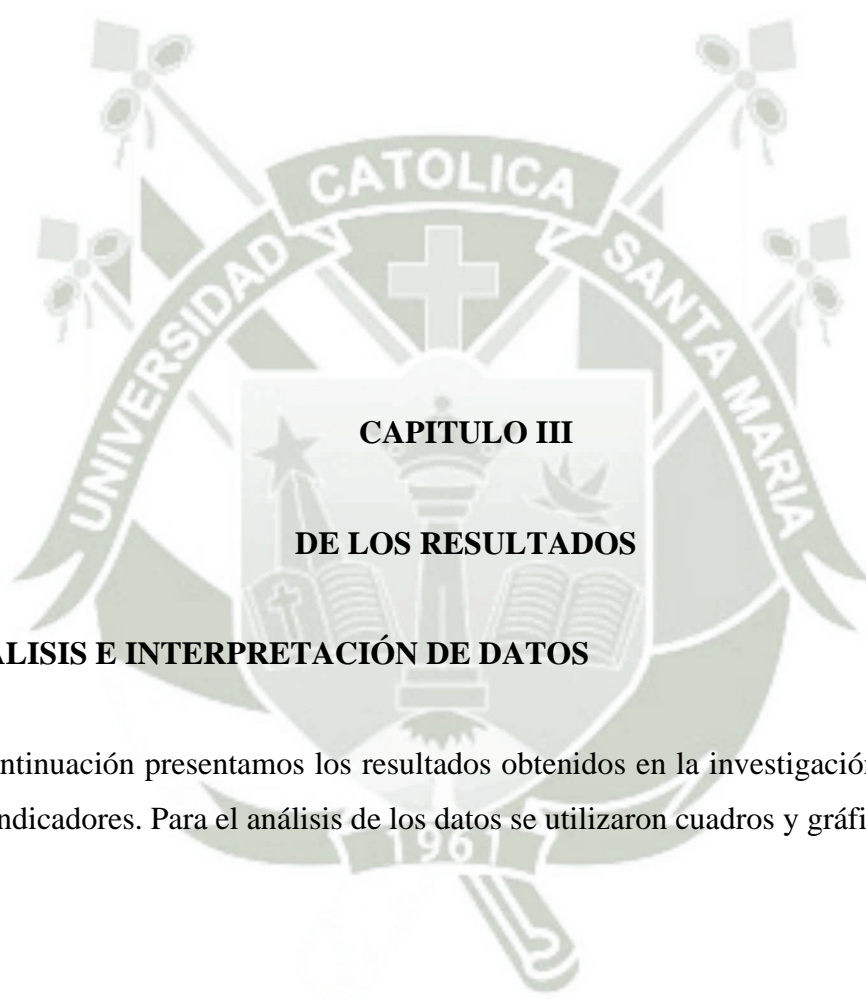 CATOLICA
UNIVERSIDAD
SANTA MARIA
CAPITULO III
DE LOS RESULTADOS
ALISIS E INTERPRETACIÓN DE DATOS
ntinuación presentamos los resultados obtenidos en la investigación
ndicadores. Para el análisis de los datos se utilizaron cuadros y gráfi
1961